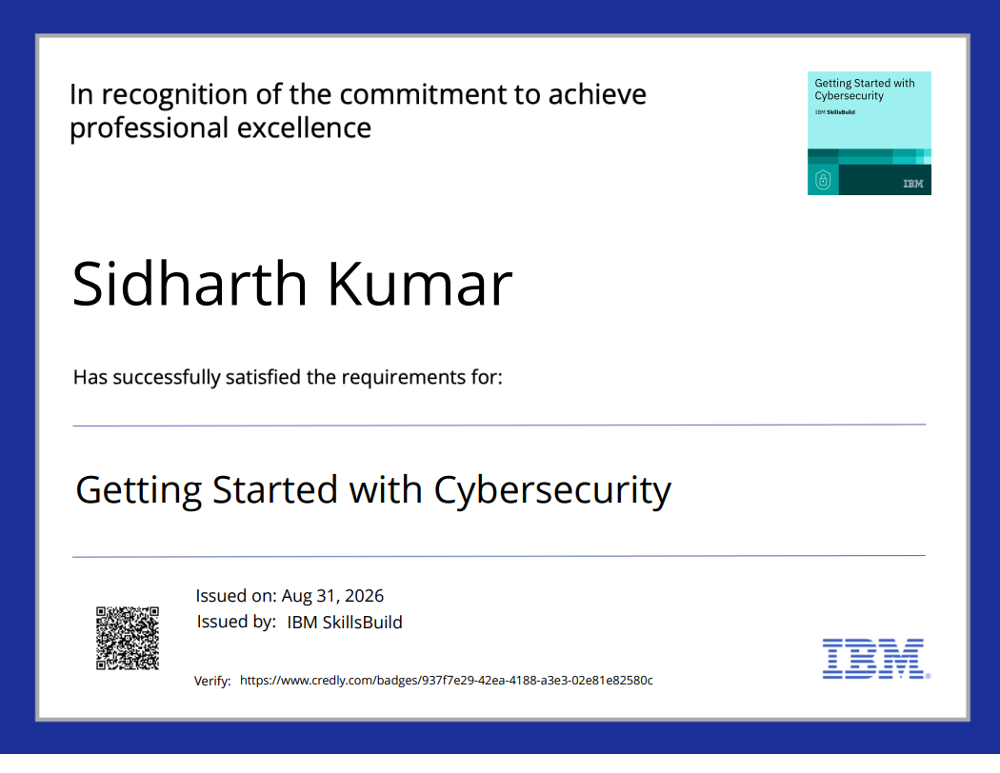 In recognition of the commitment to achieve
professional excellence
Getting Started with
Cybersecurity
IBM SkillsBuild
IBM
Sidharth Kumar
Has successfully satisfied the requirements for:
Getting Started with Cybersecurity
Issued on: Aug 31, 2026
Issued by: IBM SkillsBuild
Verify: https://www.credly.com/badges/937f7e29-42ea-4188-a3e3-02e81e82580c
IBM®